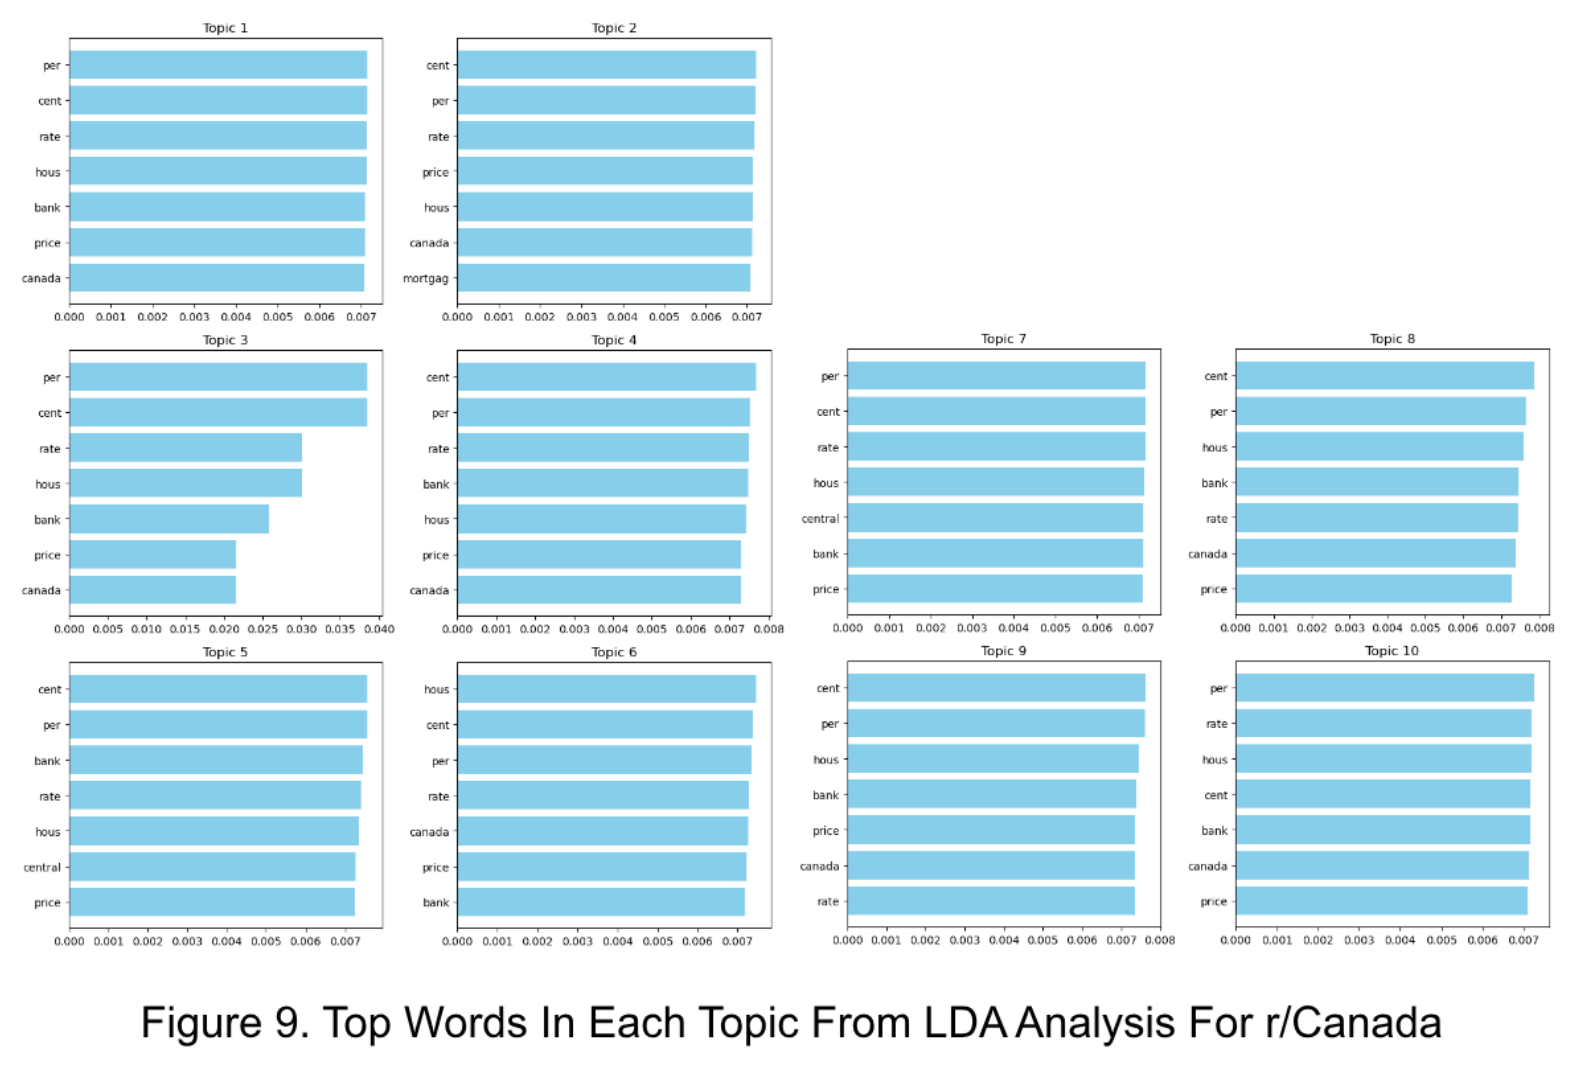 Topic 1
per
cent
rate
hous
bank
price
canada
0.000 0.001 0.002 0.003 0.004 0.005 0.006 0.007
Topic 2
cent
per
rate
price
hous
canada
mortgag
0.000 0.001 0.002 0.003 0.004 0.005 0.006 0.007
Topic 3
per
cent
rate
hous
bank
price
canada
0.000 0.005 0.010 0.015 0.020 0.025 0.030 0.035 0.040
Topic 4
cent
per
rate
bank
hous
price
canada
0.000 0.001 0.002 0.003 0.004 0.005 0.006 0.007 0.008
Topic 5
cent
per
bank
rate
hous
central
price
0.000 0.001 0.002 0.003 0.004 0.005 0.006 0.007
Topic 6
hous
cent
per
rate
canada
price
bank
0.000 0.001 0.002 0.003 0.004 0.005 0.006 0.007
Topic 7
per
cent
rate
hous
central
bank
price
0.000 0.001 0.002 0.003 0.004 0.005 0.006 0.007
Topic 8
cent
per
hous
bank
rate
canada
price
0.000 0.001 0.002 0.003 0.004 0.005 0.006 0.007 0.008
Topic 9
cent
per
hous
bank
price
canada
rate
0.000 0.001 0.002 0.003 0.004 0.005 0.006 0.007 0.008
Topic 10
per
rate
hous
cent
bank
canada
price
0.000 0.001 0.002 0.003 0.004 0.005 0.006 0.007
Figure 9. Top Words In Each Topic From LDA Analysis For r/Canada